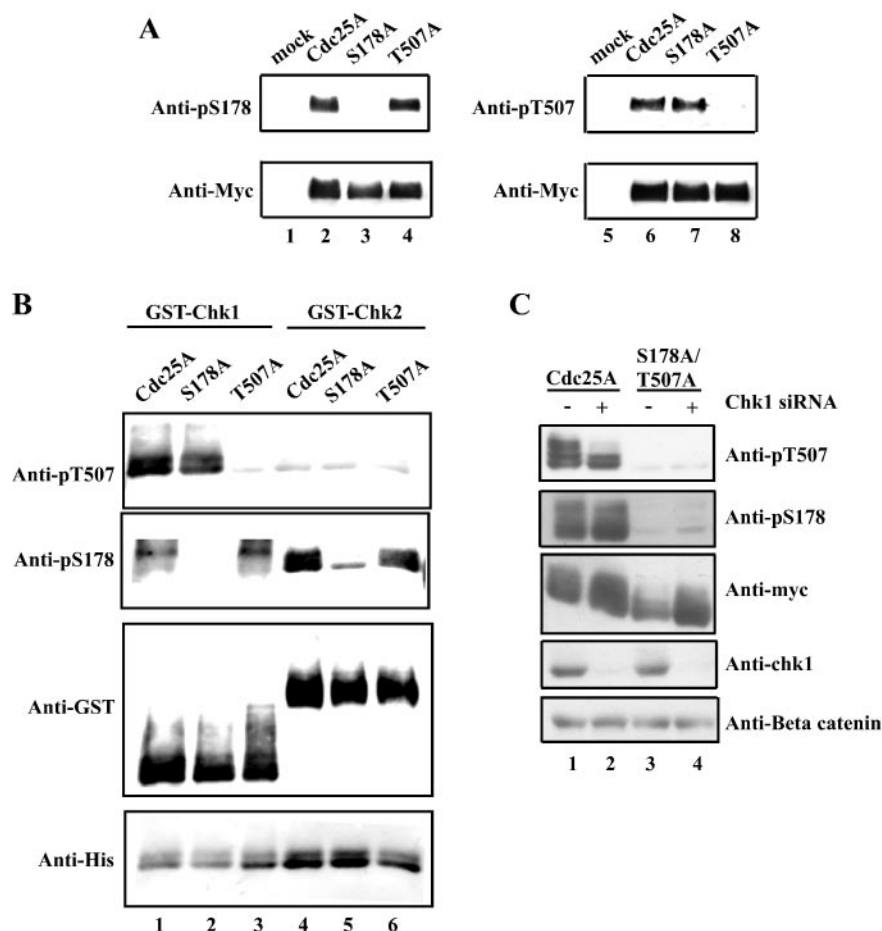 A
mock
Cdc25A
S178A
T507A
mock
Cdc25A
S178A
T507A
Anti-pS178
Anti-pT507
Anti-Myc
Anti-Myc
1 2 3 4
5 6 7 8
B
GST-Chk1 GST-Chk2
Cdc25A
S178A
T507A
Cdc25A
S178A
T507A
Anti-pT507
Anti-pS178
Anti-GST
Anti-His
1 2 3 4 5 6
C
Cdc25A
S178A/
T507A
- + - + Chk1 siRNA
Anti-pT507
Anti-pS178
Anti-myc
Anti-chk1
Anti-Beta catenin
1 2 3 4